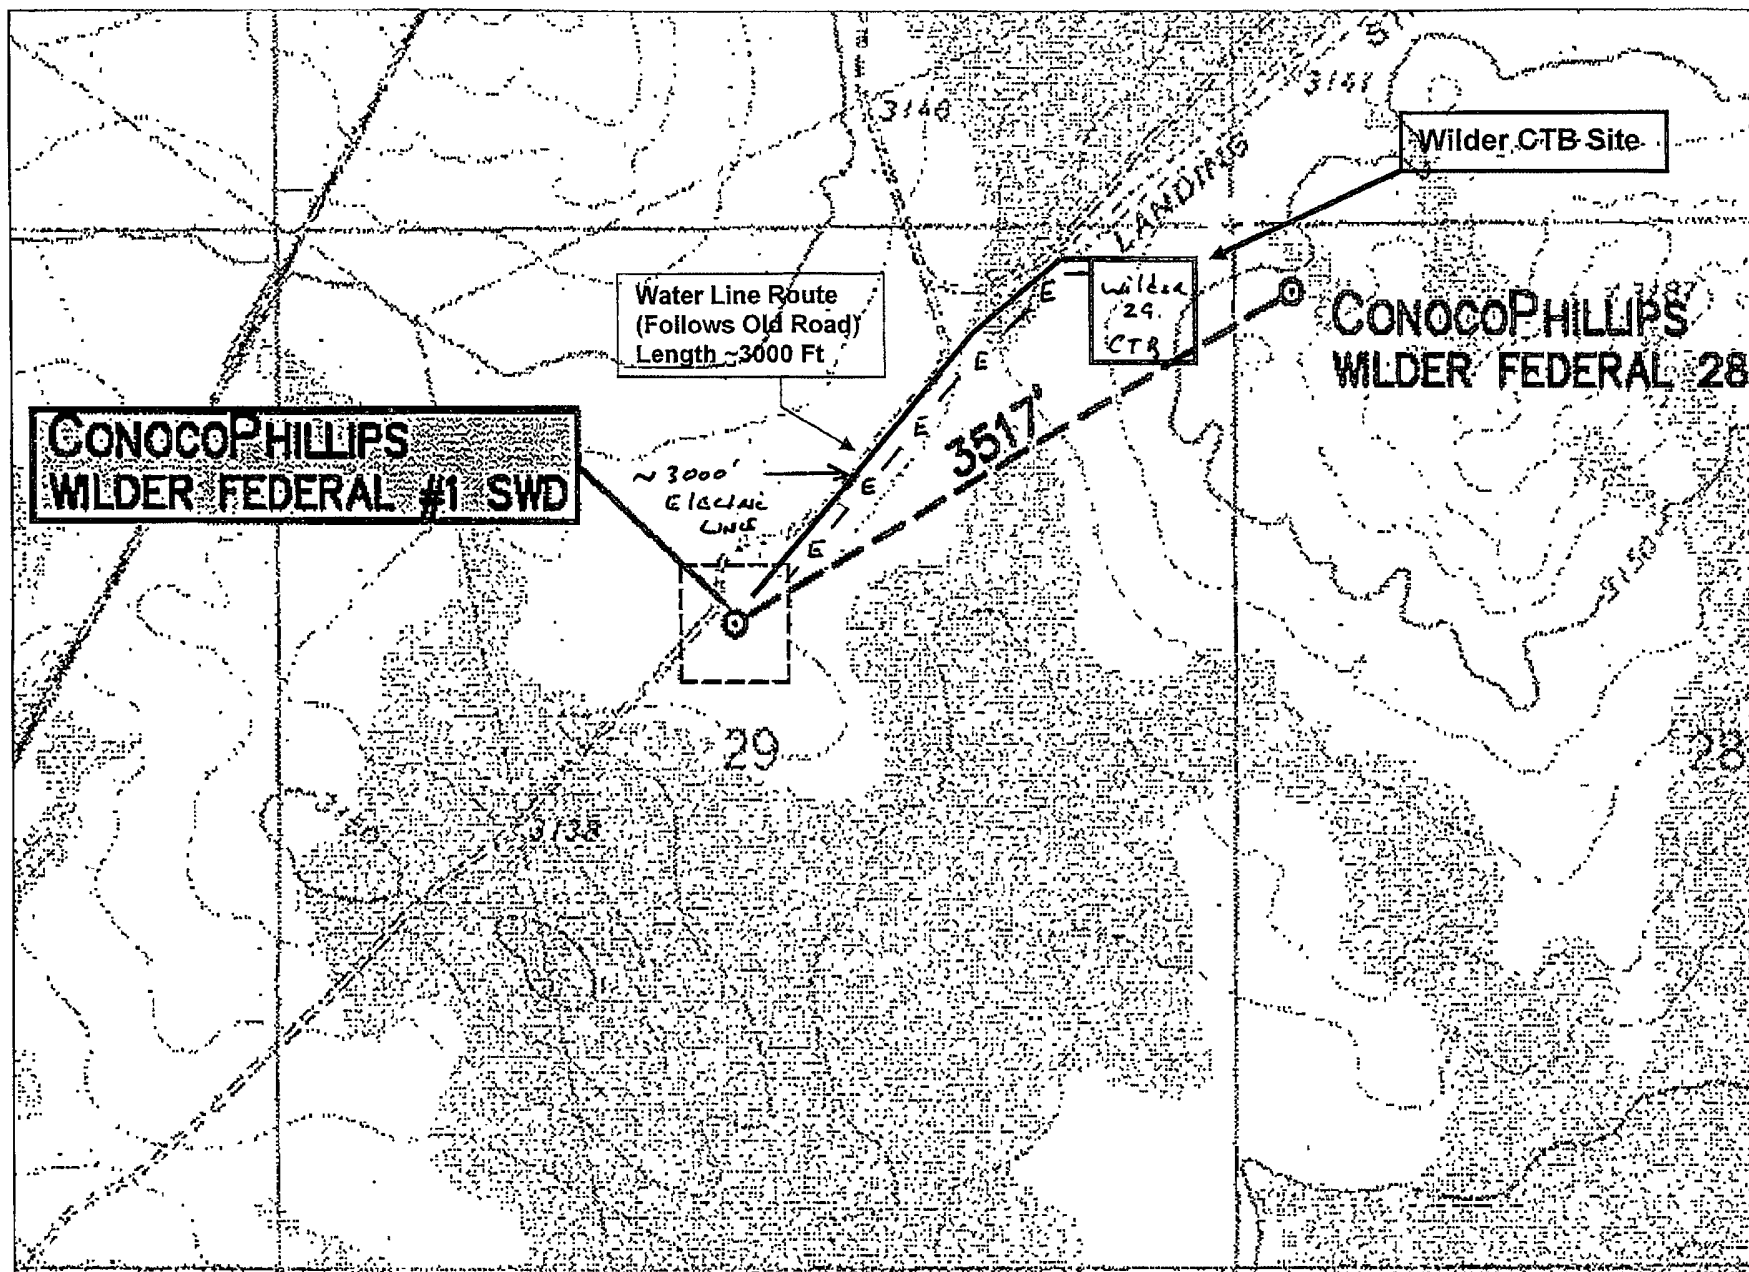 3140
3141
Wilder CTB Site
LANDING
Water Line Route
(Follows Old Road)
Length ~3000 Ft
Wilder
29
CTB
CONOCOPHILLIPS
WILDER FEDERAL 28
CONOCOPHILLIPS
WILDER FEDERAL #1 SWD
~ 3000'
Electric
Line
E
E
E
E
E
3517'
3150
29
28
3138